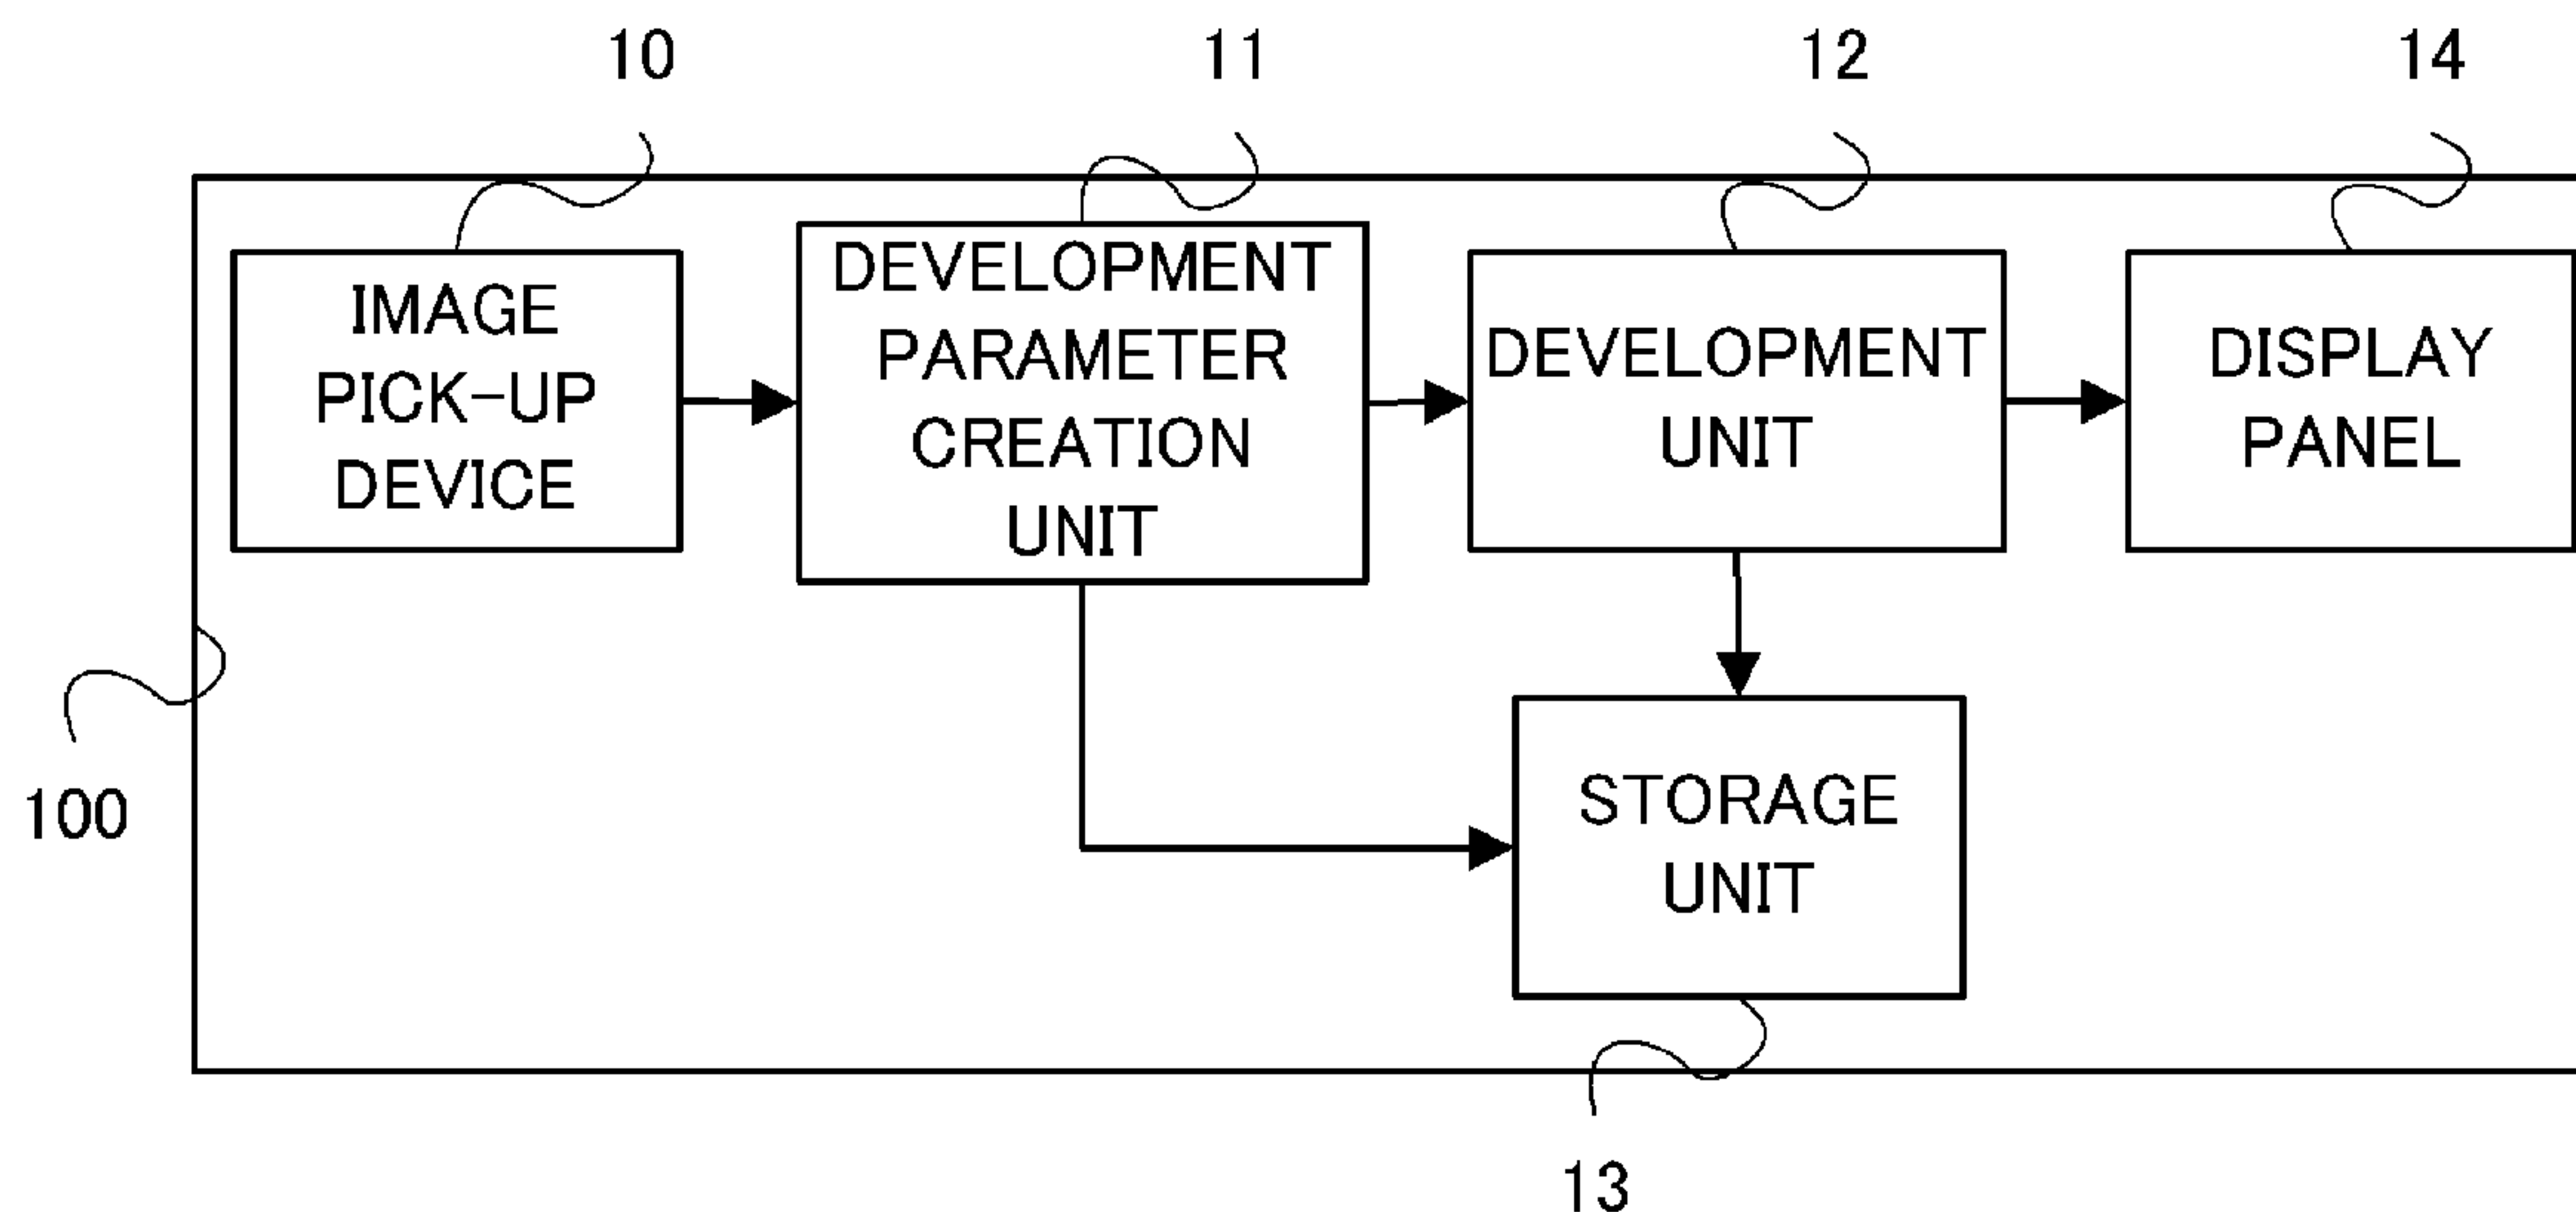 10
11
12
14
IMAGE
PICK-UP
DEVICE
DEVELOPMENT
PARAMETER
CREATION
UNIT
DEVELOPMENT
UNIT
DISPLAY
PANEL
100
STORAGE
UNIT
13